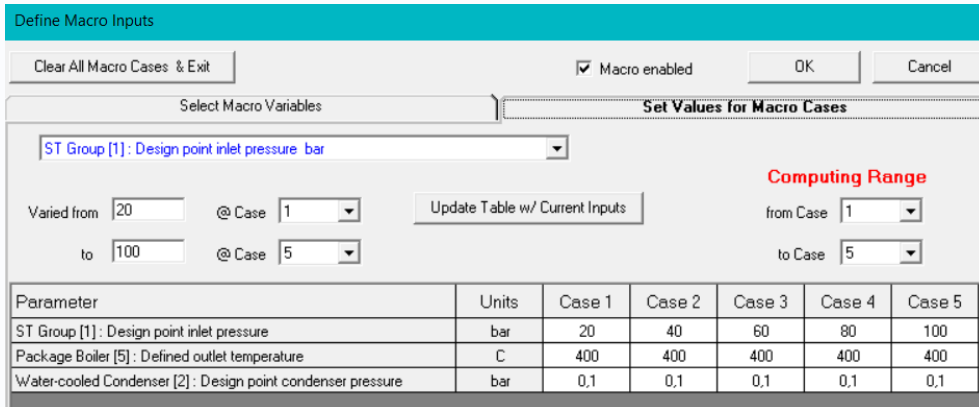 Define Macro Inputs
Clear All Macro Cases & Exit Macro enabled OK Cancel
Select Macro Variables Set Values for Macro Cases
ST Group [1] : Design point inlet pressure bar
Computing Range
Varied from 20 @ Case 1 Update Table w/ Current Inputs from Case 1
to 100 @ Case 5 to Case 5
Parameter Units Case 1 Case 2 Case 3 Case 4 Case 5
ST Group [1] : Design point inlet pressure bar 20 40 60 80 100
Package Boiler [5] : Defined outlet temperature C 400 400 400 400 400
Water-cooled Condenser [2] : Design point condenser pressure bar 0,1 0,1 0,1 0,1 0,1